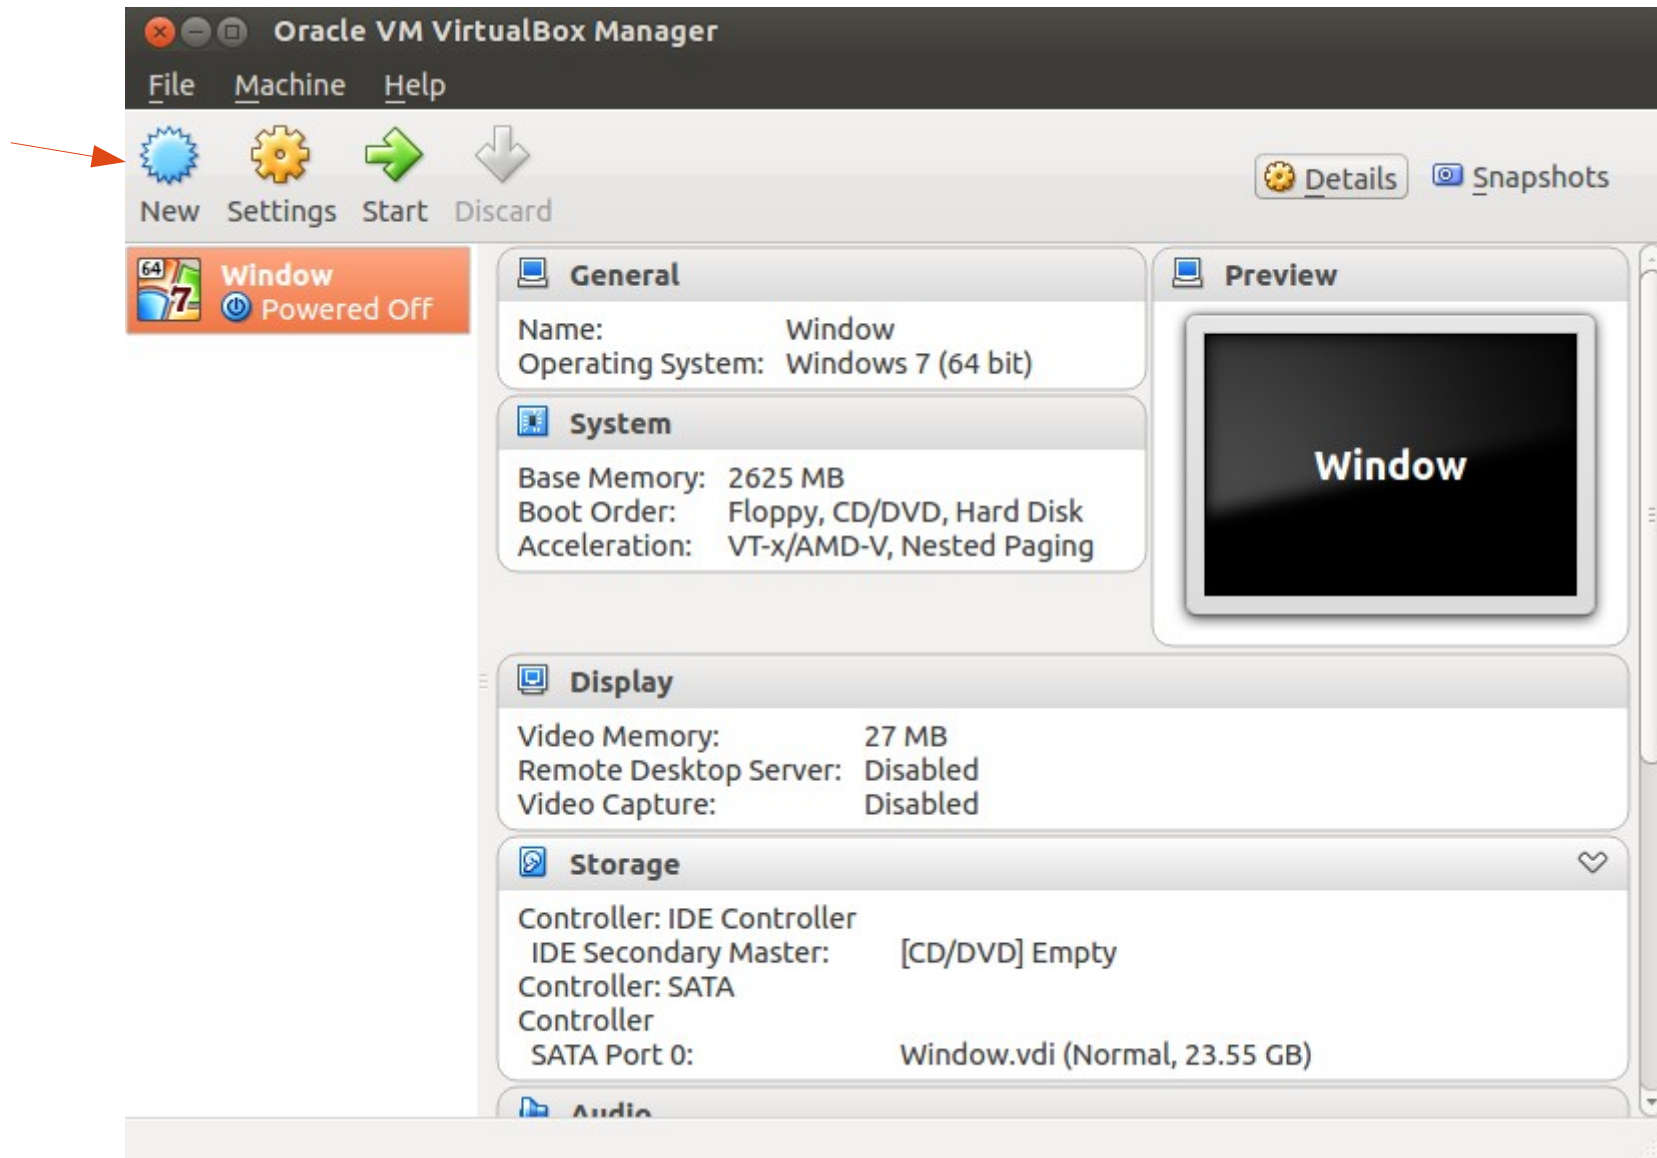 Oracle VM VirtualBox Manager
File Machine Help
New Settings Start Discard
Details Snapshots
64
7
Window
Powered Off
General
Name: Window
Operating System: Windows 7 (64 bit)
Preview
Window
System
Base Memory: 2625 MB
Boot Order: Floppy, CD/DVD, Hard Disk
Acceleration: VT-x/AMD-V, Nested Paging
Display
Video Memory: 27 MB
Remote Desktop Server: Disabled
Video Capture: Disabled
Storage
Controller: IDE Controller
IDE Secondary Master: [CD/DVD] Empty
Controller: SATA
Controller
SATA Port 0: Window.vdi (Normal, 23.55 GB)
Audio